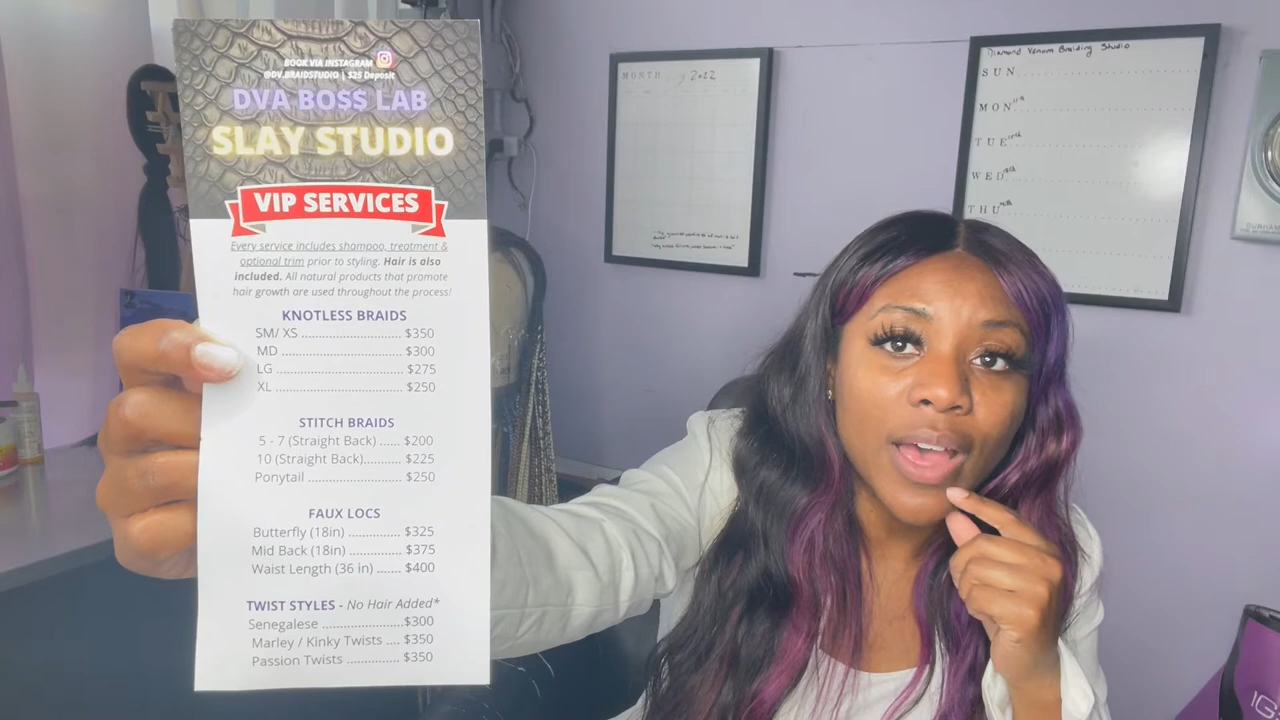 BOOK VIA INSTAGRAM
@DV.BRAIDSTUDIO | $25 Deposit
DVA BO$$ LAB
SLAY STUDIO
VIP SERVICES
Every service includes shampoo, treatment &
optional trim prior to styling. Hair is also
included. All natural products that promote
hair growth are used throughout the process!
KNOTLESS BRAIDS
SM/ XS ............................. $350
MD .................................. $300
LG ................................... $275
XL .................................... $250
STITCH BRAIDS
5 - 7 (Straight Back) ...... $200
10 (Straight Back).......... $225
Ponytail .......................... $250
FAUX LOCS
Butterfly (18in) .............. $325
Mid Back (18in) .............. $375
Waist Length (36 in) ....... $400
TWIST STYLES - No Hair Added*
Senegalese ..................... $300
Marley / Kinky Twists .... $350
Passion Twists ............... $350
MONTH 2022
Diamond Venom Braiding Studio
SUN
MON 11th
TUE
WED
THU
DURHAM
IG